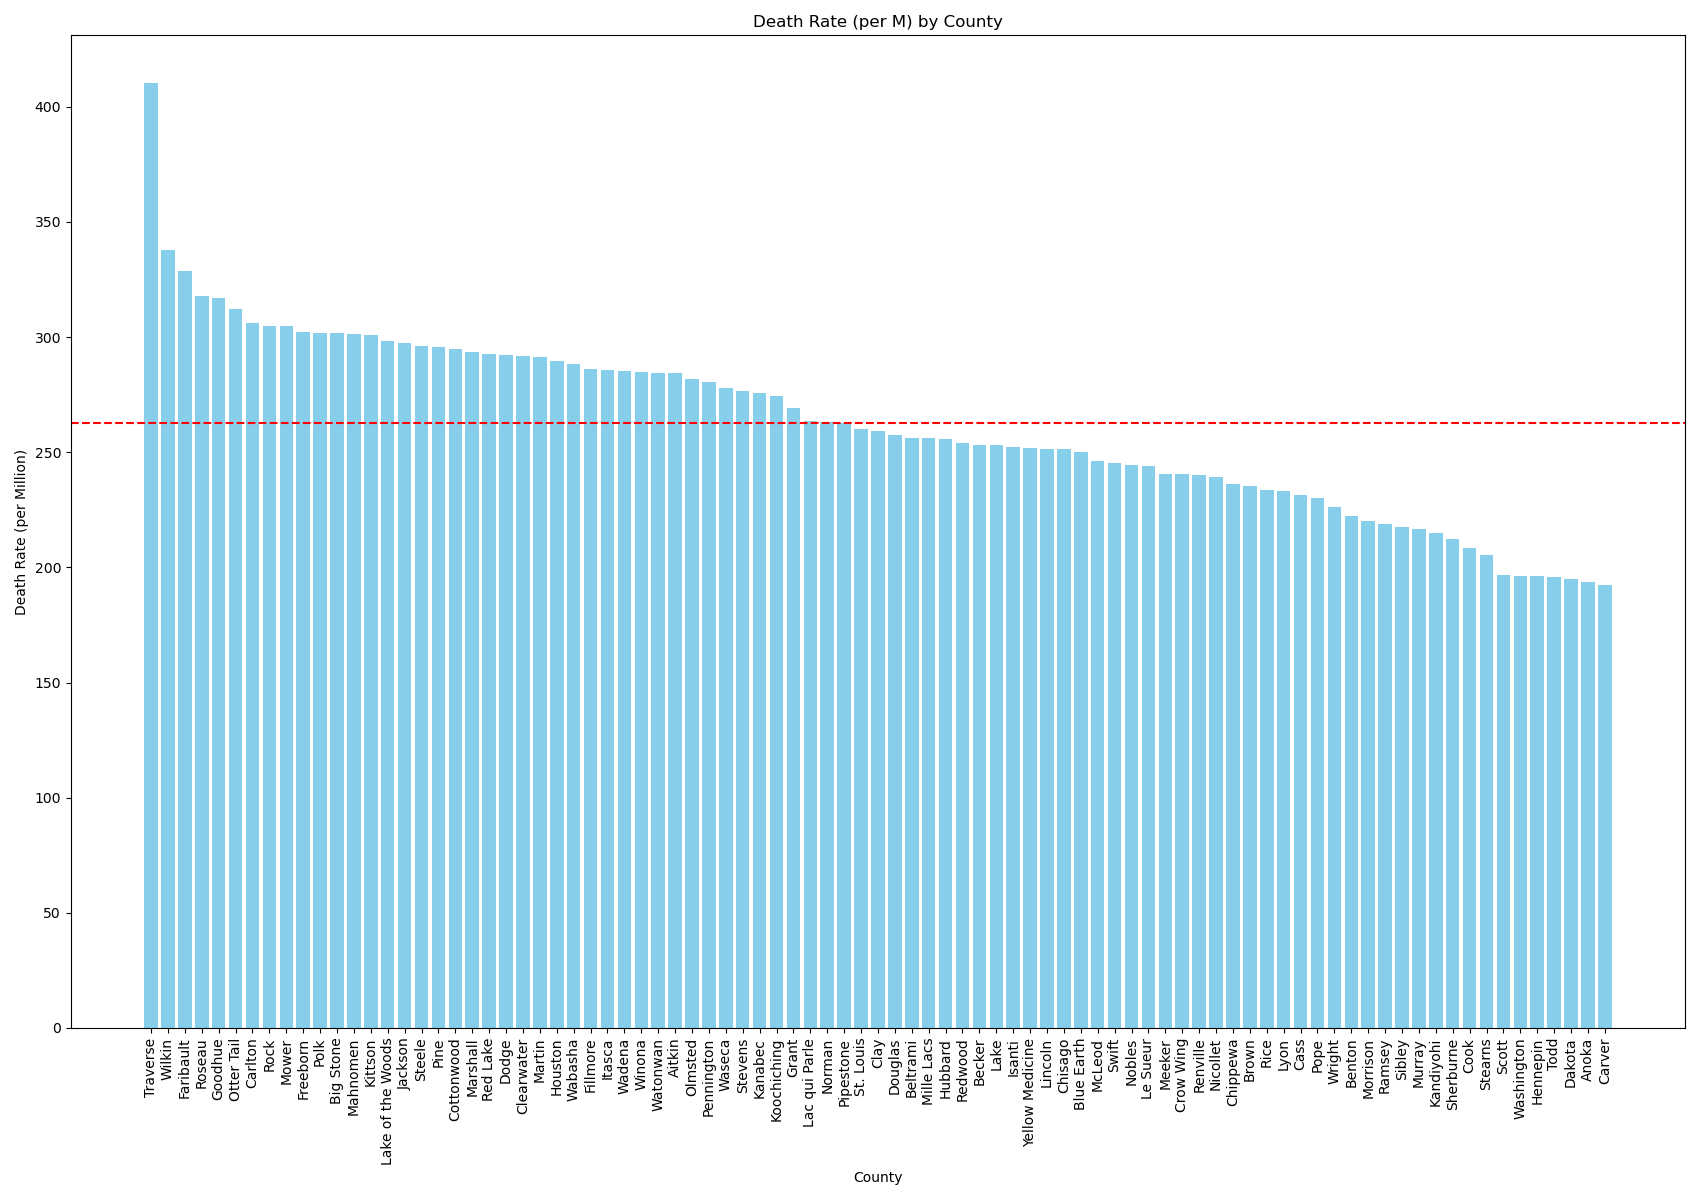 Death Rate (per M) by County
Death Rate (per Million)
400
350
300
250
200
150
100
50
0
Traverse
Wilkin
Faribault
Roseau
Goodhue
Otter Tail
Carlton
Rock
Mower
Freeborn
Polk
Big Stone
Mahnomen
Kittson
Lake of the Woods
Jackson
Steele
Pine
Cottonwood
Marshall
Red Lake
Dodge
Clearwater
Martin
Houston
Wabasha
Fillmore
Itasca
Wadena
Winona
Watonwan
Aitkin
Olmsted
Pennington
Waseca
Stevens
Kanabec
Koochiching
Grant
Lac qui Parle
Norman
Pipestone
St. Louis
Clay
Douglas
Beltrami
Mille Lacs
Hubbard
Redwood
Becker
Lake
Isanti
Yellow Medicine
Lincoln
Chisago
Blue Earth
McLeod
Swift
Nobles
Le Sueur
Meeker
Crow Wing
Renville
Nicollet
Chippewa
Brown
Rice
Lyon
Cass
Pope
Wright
Benton
Morrison
Ramsey
Sibley
Murray
Kandiyohi
Sherburne
Cook
Stearns
Scott
Washington
Hennepin
Todd
Dakota
Anoka
Carver
County